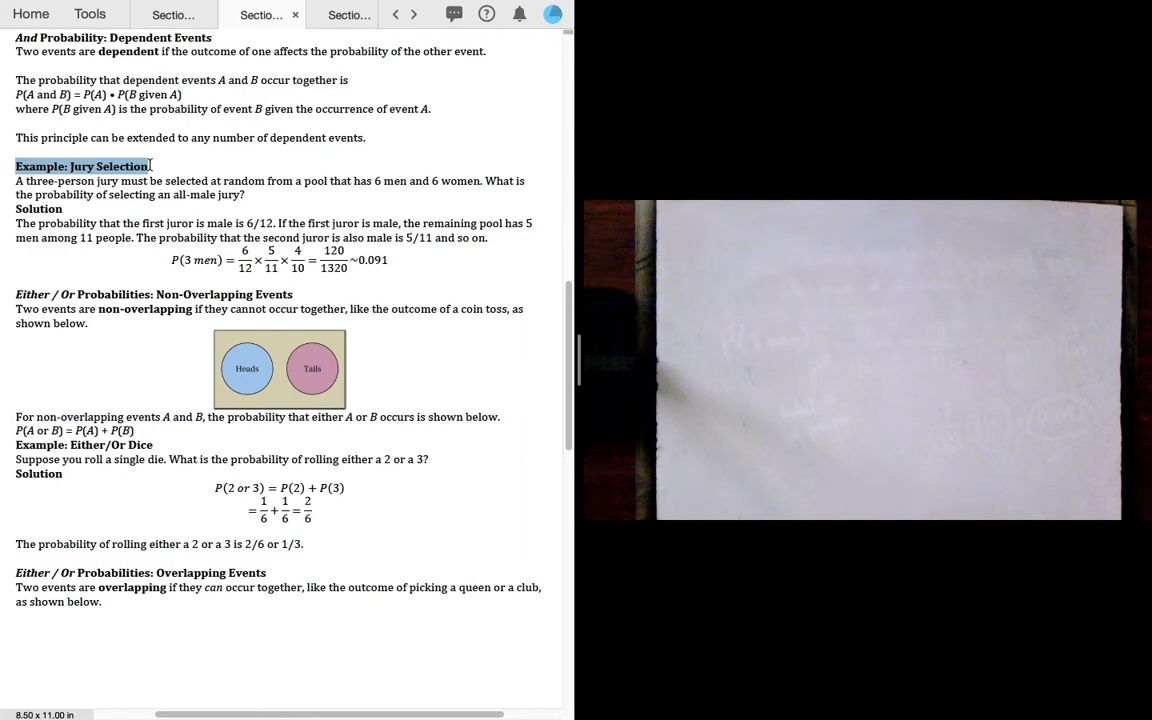 Home Tools Sectio... Sectio... × Sectio...
And Probability: Dependent Events
Two events are dependent if the outcome of one affects the probability of the other event.
The probability that dependent events A and B occur together is
P(A and B) = P(A) • P(B given A)
where P(B given A) is the probability of event B given the occurrence of event A.
This principle can be extended to any number of dependent events.
Example: Jury Selection
A three-person jury must be selected at random from a pool that has 6 men and 6 women. What is
the probability of selecting an all-male jury?
Solution
The probability that the first juror is male is 6/12. If the first juror is male, the remaining pool has 5
men among 11 people. The probability that the second juror is also male is 5/11 and so on.
P(3 men) = 6/12 × 5/11 × 4/10 = 120/1320 ~0.091
Either / Or Probabilities: Non-Overlapping Events
Two events are non-overlapping if they cannot occur together, like the outcome of a coin toss, as
shown below.
Heads Tails
For non-overlapping events A and B, the probability that either A or B occurs is shown below.
P(A or B) = P(A) + P(B)
Example: Either/Or Dice
Suppose you roll a single die. What is the probability of rolling either a 2 or a 3?
Solution
P(2 or 3) = P(2) + P(3)
= 1/6 + 1/6 = 2/6
The probability of rolling either a 2 or a 3 is 2/6 or 1/3.
Either / Or Probabilities: Overlapping Events
Two events are overlapping if they can occur together, like the outcome of picking a queen or a club,
as shown below.
8.50 x 11.00 in